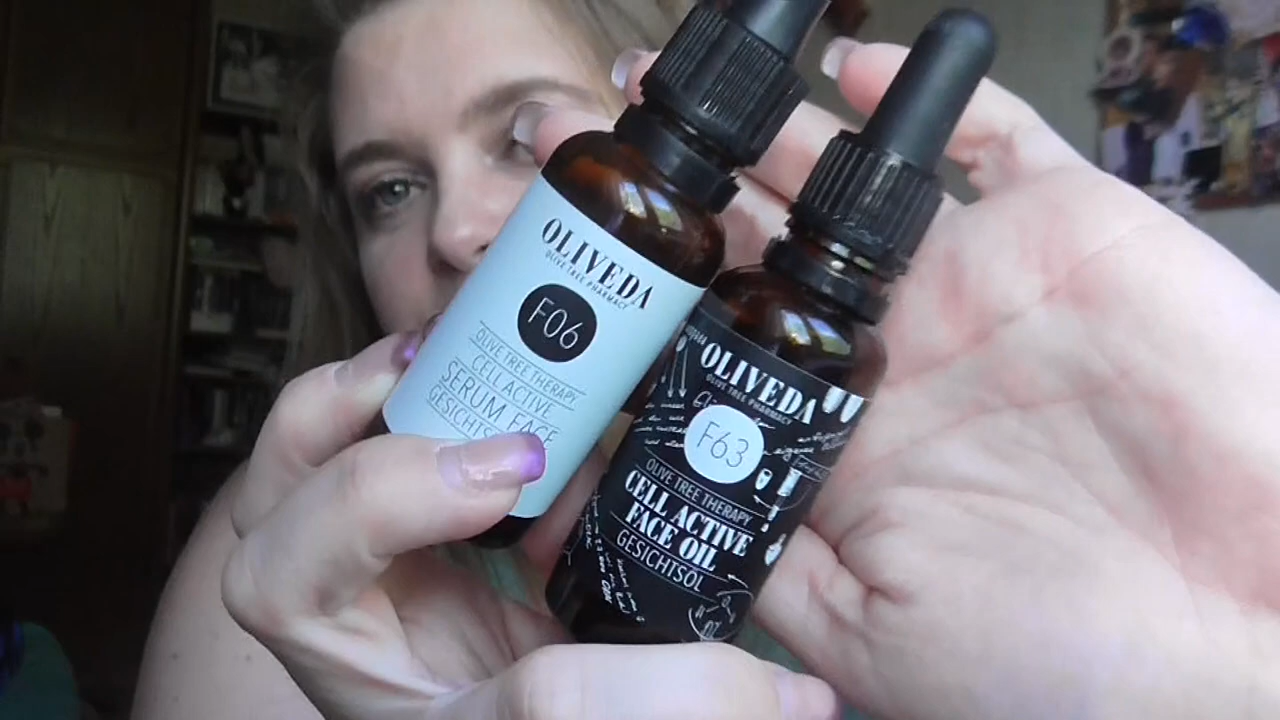 OLIVEDA
OLIVE TREE PHARMACY
F06
OLIVE TREE THERAPY
CELL ACTIVE
SERUM FACE
OLIVEDA
OLIVE TREE PHARMACY
F63
OLIVE TREE THERAPY
CELL ACTIVE
FACE OIL
GESICHTSÖL